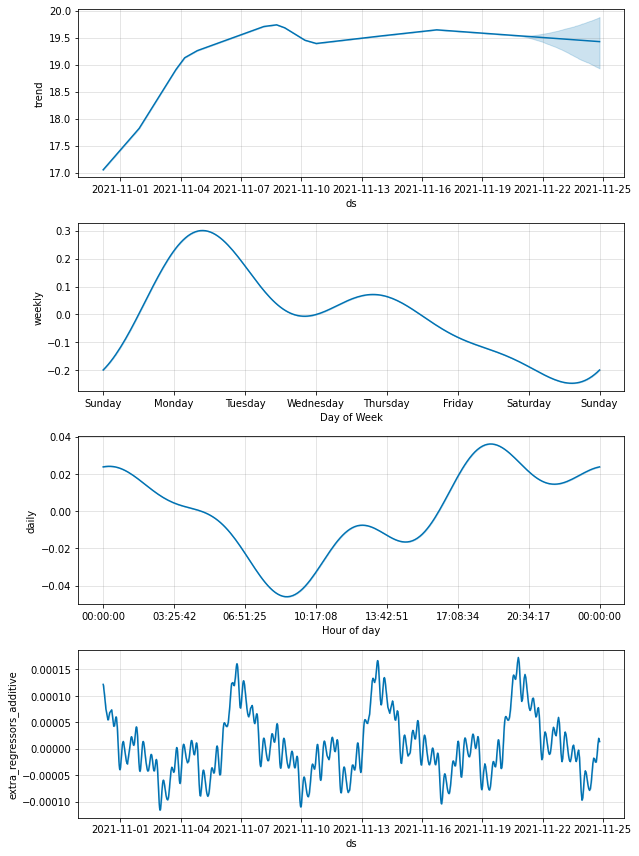 20.0
19.5
19.0
18.5
18.0
17.5
17.0
trend
2021-11-01 2021-11-04 2021-11-07 2021-11-10 2021-11-13 2021-11-16 2021-11-19 2021-11-22 2021-11-25
ds
0.3
0.2
0.1
0.0
−0.1
−0.2
weekly
Sunday Monday Tuesday Wednesday Thursday Friday Saturday Sunday
Day of Week
0.04
0.02
0.00
−0.02
−0.04
daily
00:00:00 03:25:42 06:51:25 10:17:08 13:42:51 17:08:34 20:34:17 00:00:00
Hour of day
0.00015
0.00010
0.00005
0.00000
−0.00005
−0.00010
extra_regressors_additive
2021-11-01 2021-11-04 2021-11-07 2021-11-10 2021-11-13 2021-11-16 2021-11-19 2021-11-22 2021-11-25
ds